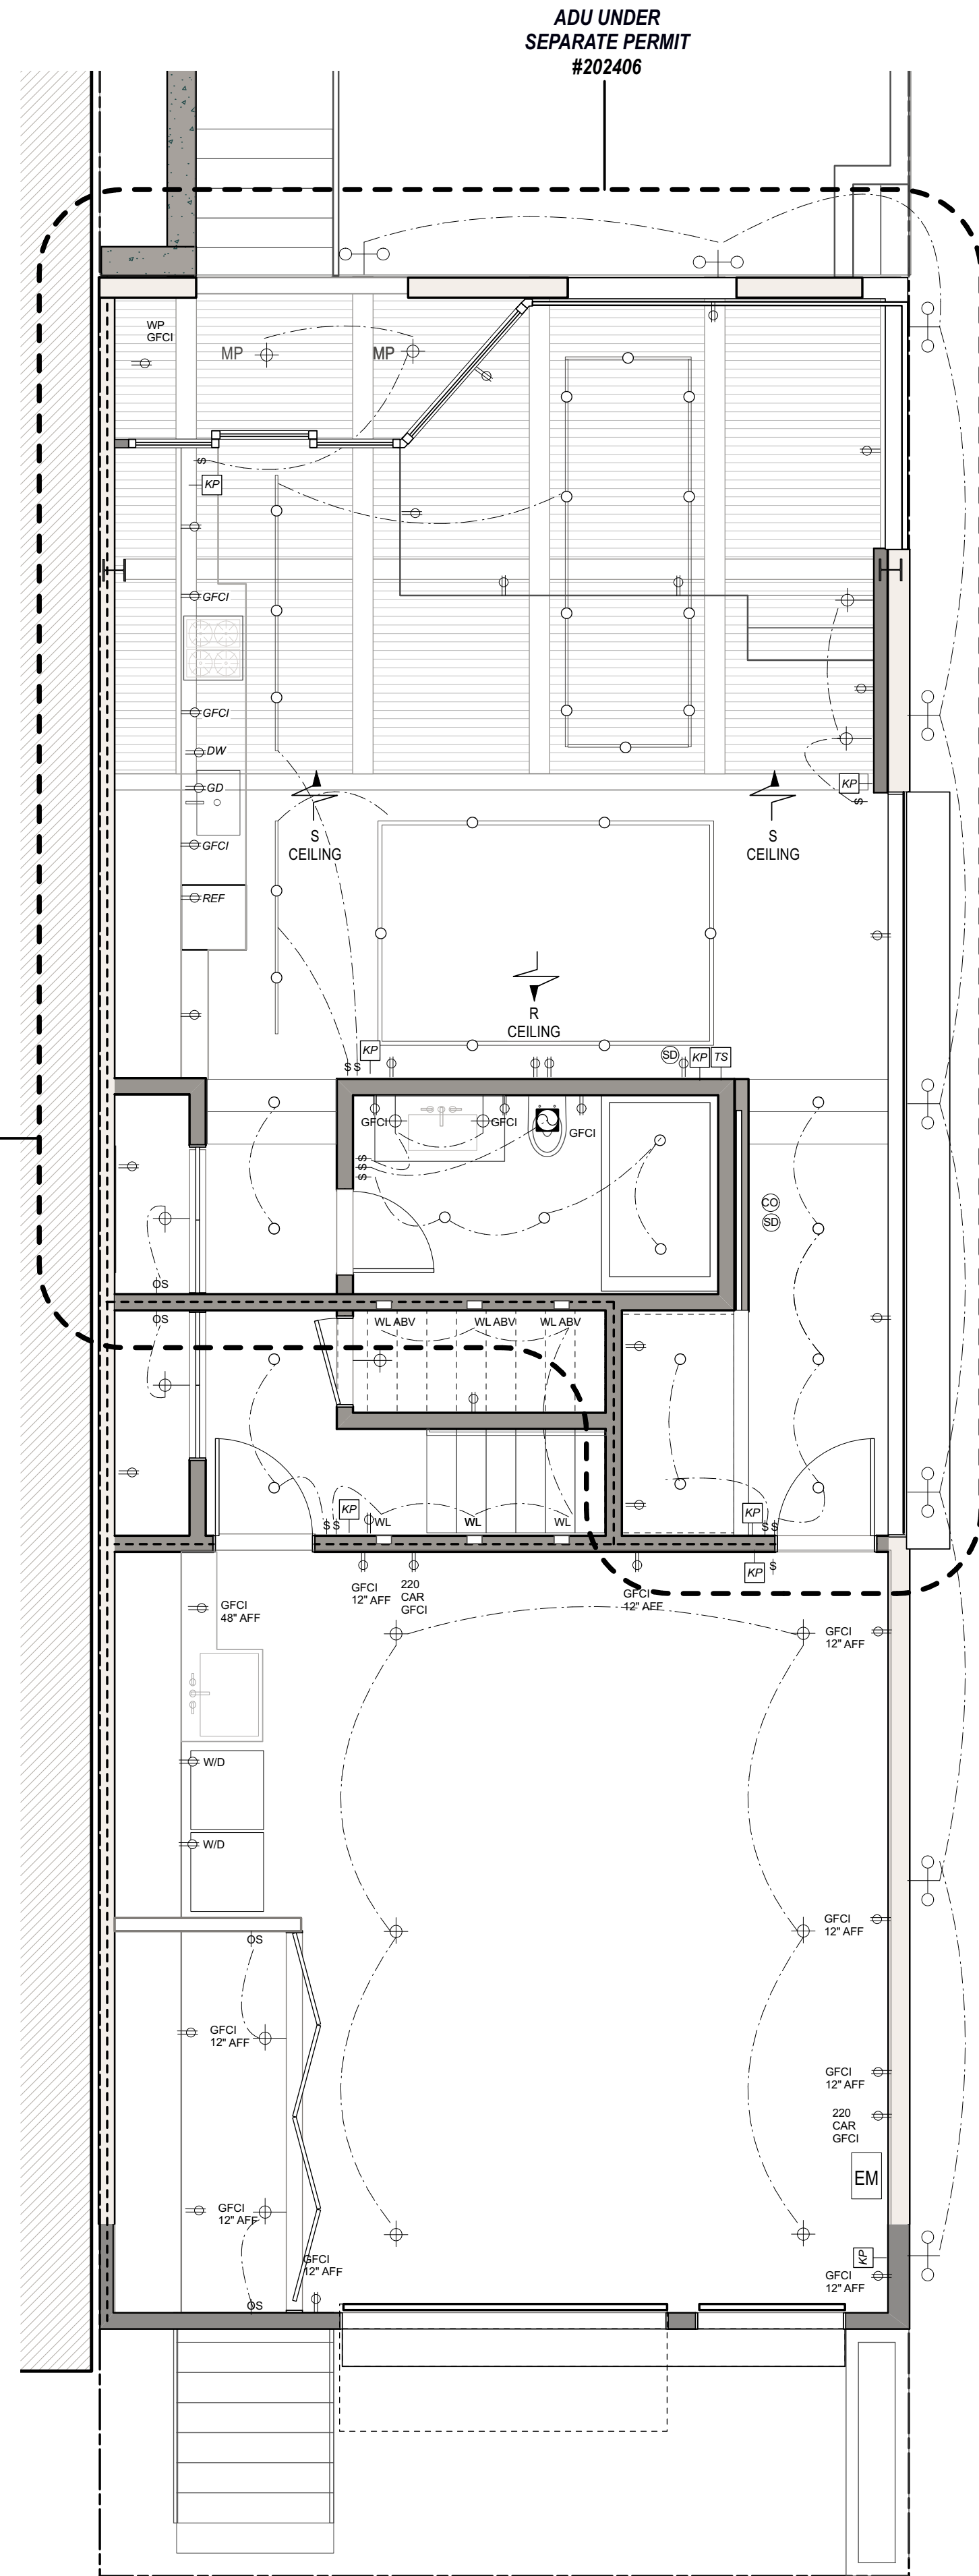 ADU UNDER
SEPARATE PERMIT
#202406
WP
GFCI
MP
MP
S
KP
GFCI
GFCI
DW
GD
KP
S
GFCI
S
CEILING
S
CEILING
REF
R
CEILING
S S
KP
SD
KP
TS
GFCI
GFCI
GFCI
S
S
S
CO
SD
OS
OS
WL ABV
WL ABV
WL ABV
KP
S S
WL
WL
WL
KP
S S
KP
S
GFCI
12" AFF
220
CAR
GFCI
GFCI
12" AFF
GFCI
48" AFF
GFCI
12" AFF
W/D
W/D
GFCI
12" AFF
OS
GFCI
12" AFF
GFCI
12" AFF
220
CAR
GFCI
EM
GFCI
12" AFF
GFCI
12" AFF
KP
GFCI
12" AFF
OS